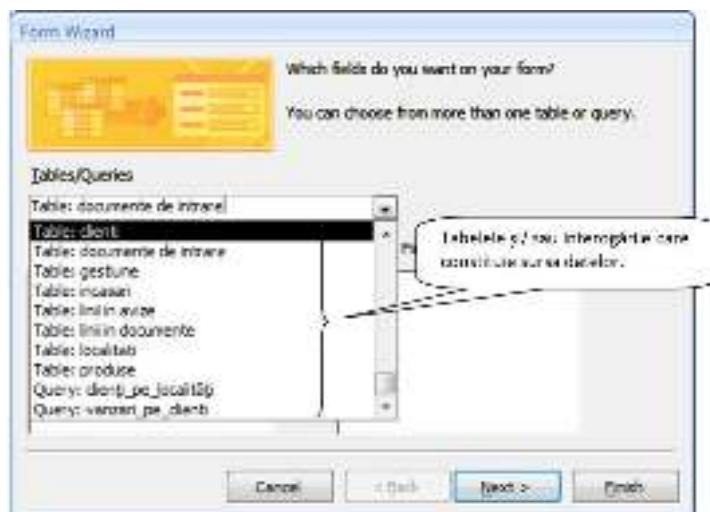 Form Wizard
Which fields do you want on your form?
You can choose from more than one table or query.
Tables/Queries
Table: documente de intrare
Table: clienti
Table: documente de intrare
Table: gestiune
Table: incasari
Table: linii in avize
Table: linii in documente
Table: localitati
Table: produse
Query: clienți_pe_localități
Query: vanzari_pe_clienti
Tabelele și/ sau interogările care
constituie sursa datelor.
Cancel
< Back
Next >
Finish